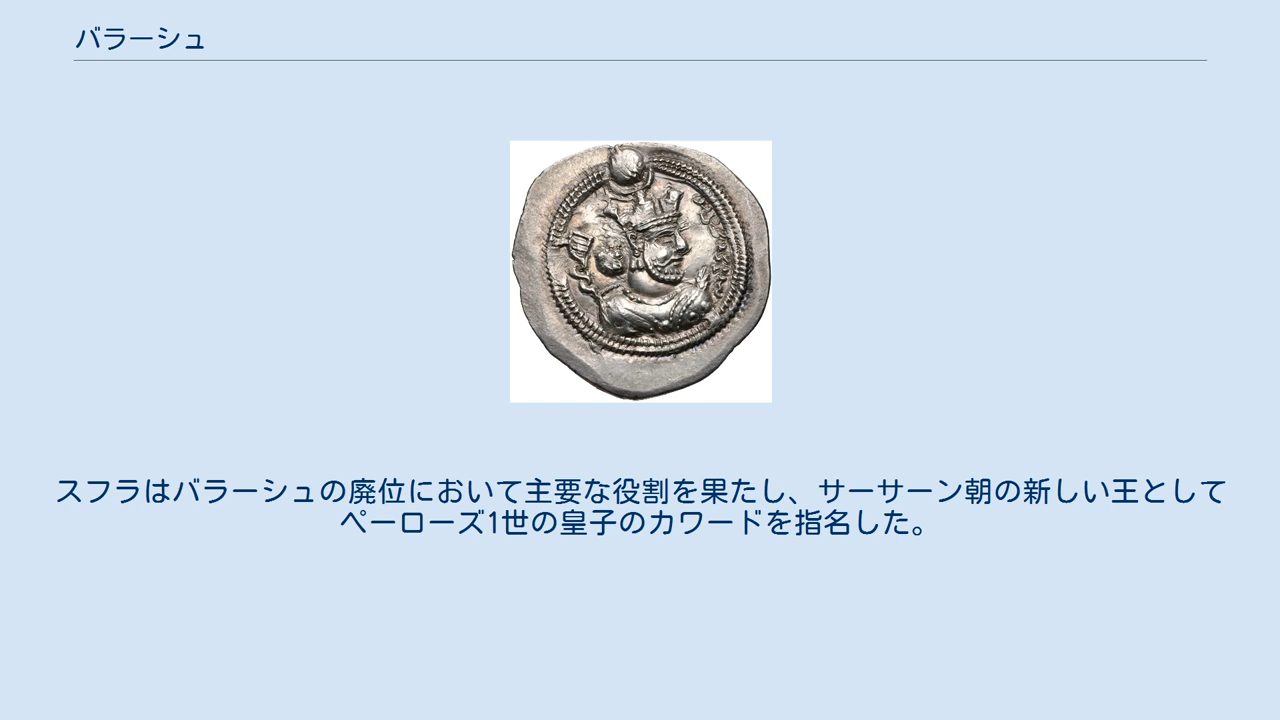 バラーシュ
スフラはバラーシュの廃位において主要な役割を果たし、サーサーン朝の新しい王として
ペーローズ1世の皇子のカワードを指名した。